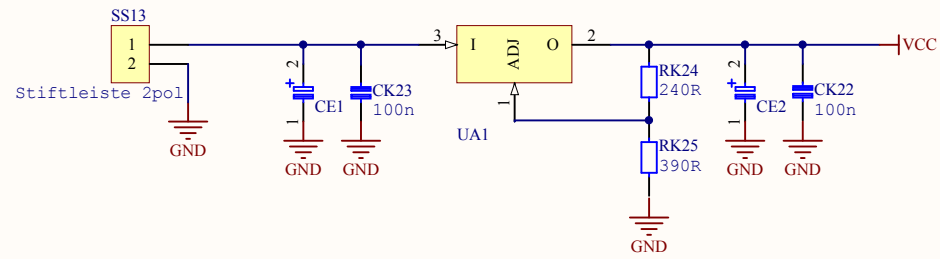 SS13
1
2
Stiftleiste 2pol
GND
2
+
CE1
1
GND
CK23
100n
GND
3
I
ADJ
O
2
1
UA1
RK24
240R
RK25
390R
GND
2
+
CE2
1
GND
CK22
100n
GND
VCC